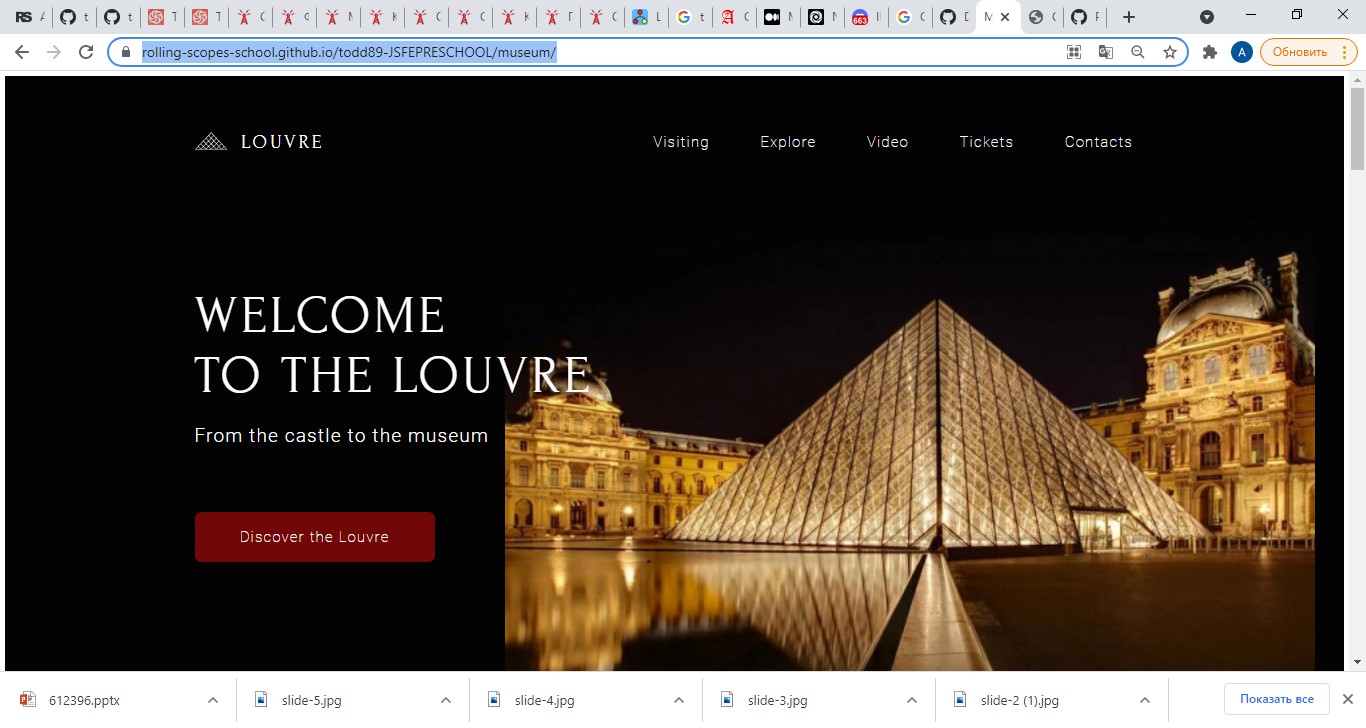 RS
663
rolling-scopes-school.github.io/todd89-JSFEPRESCHOOL/museum/
A
Обновить
LOUVRE
Visiting
Explore
Video
Tickets
Contacts
WELCOME
TO THE LOUVRE
From the castle to the museum
Discover the Louvre
612396.pptx
slide-5.jpg
slide-4.jpg
slide-3.jpg
slide-2 (1).jpg
Показать все